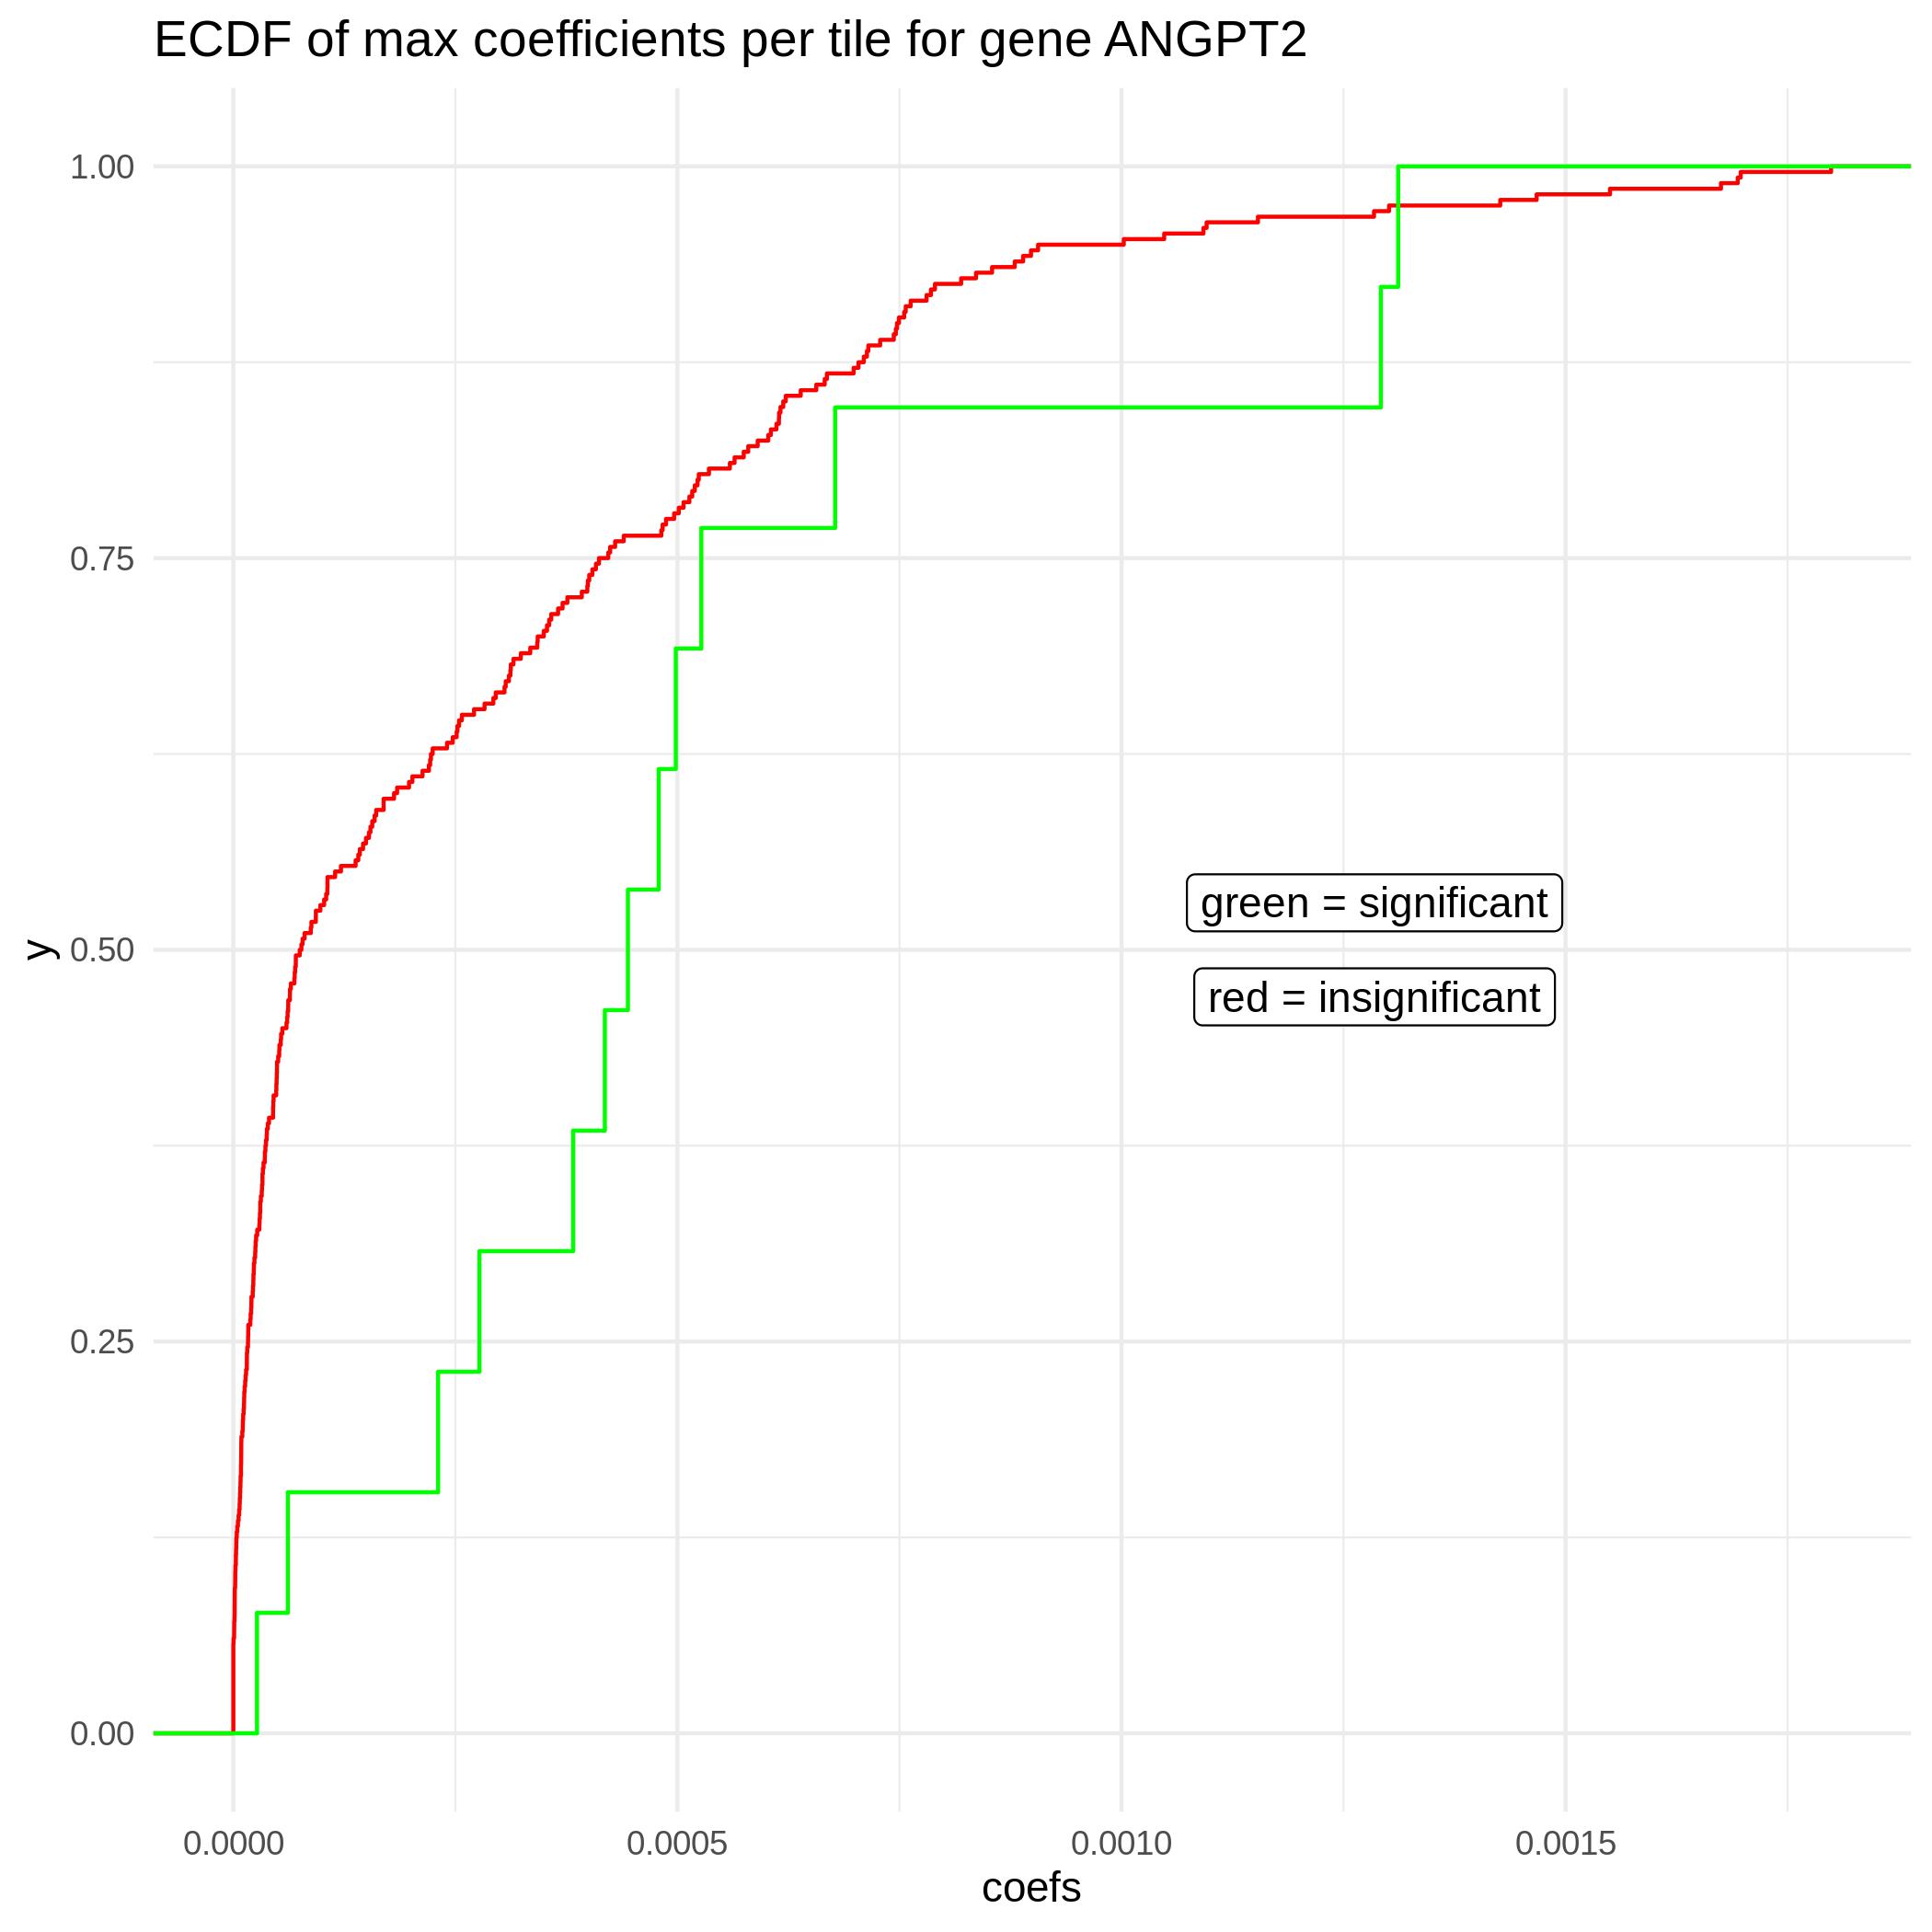 ECDF of max coefficients per tile for gene ANGPT2
1.00
0.75
0.50
0.25
0.00
y
green = significant
red = insignificant
0.0000
0.0005
0.0010
0.0015
coefs